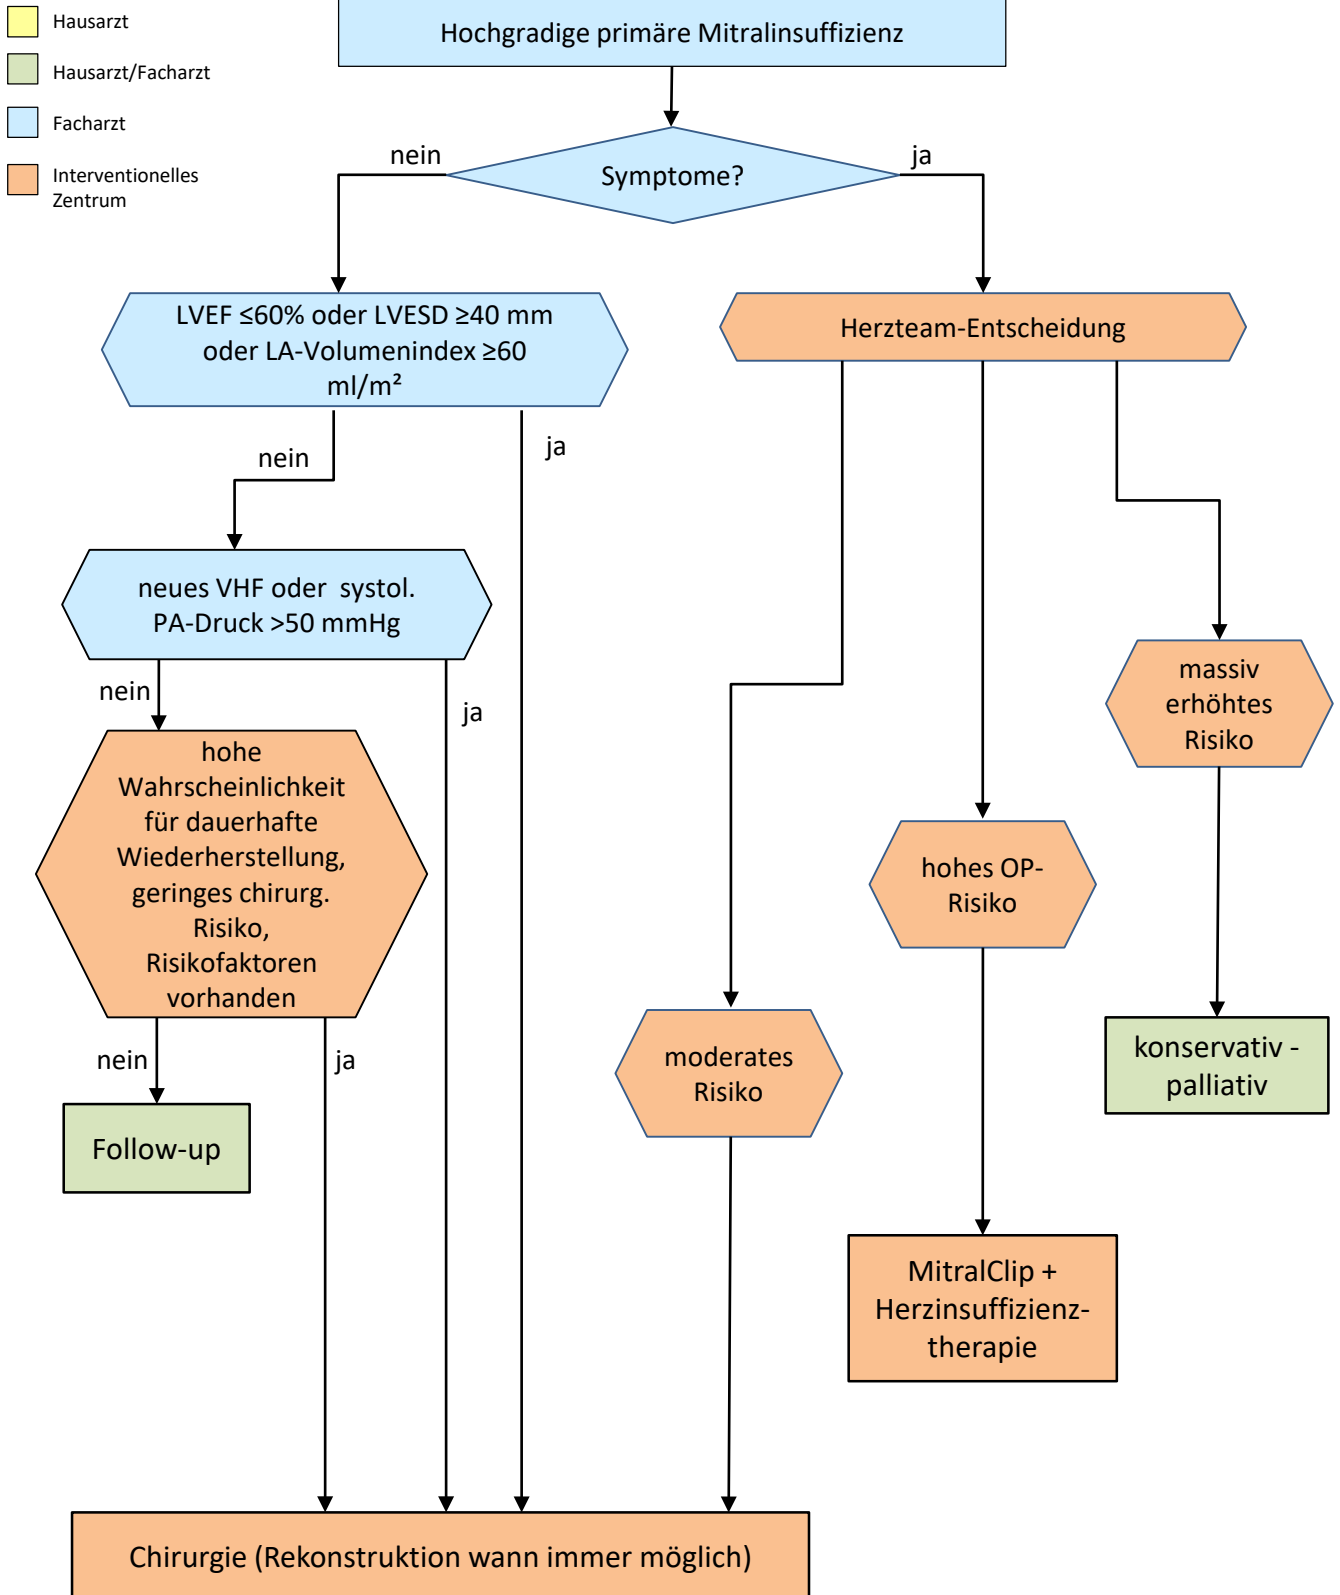 Hausarzt
Hausarzt/Facharzt
Facharzt
Interventionelles
Zentrum
Hochgradige primäre Mitralinsuffizienz
Symptome?
nein
ja
LVEF ≤60% oder LVESD ≥40 mm
oder LA-Volumenindex ≥60
ml/m²
Herzteam-Entscheidung
nein
ja
neues VHF oder  systol.
PA-Druck >50 mmHg
nein
ja
massiv
erhöhtes
Risiko
hohe
Wahrscheinlichkeit
für dauerhafte
Wiederherstellung,
geringes chirurg.
Risiko,
Risikofaktoren
vorhanden
hohes OP-
Risiko
nein
ja
moderates
Risiko
konservativ -
palliativ
Follow-up
MitralClip +
Herzinsuffizienz-
therapie
Chirurgie (Rekonstruktion wann immer möglich)